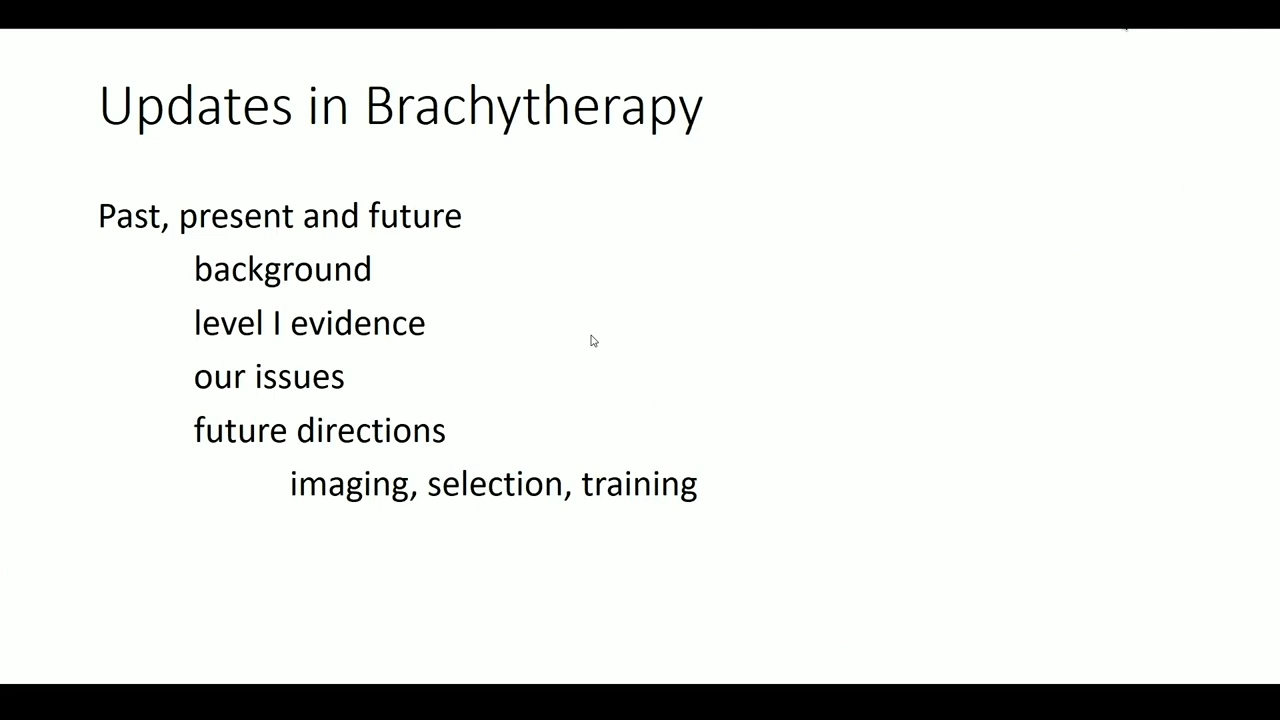 Updates in Brachytherapy
Past, present and future
background
level I evidence
our issues
future directions
imaging, selection, training